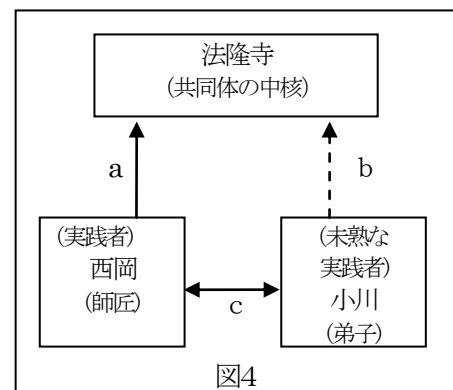 法隆寺
(共同体の中核)
a
b
(実践者)
西岡
(師匠)
c
(未熟な
実践者)
小川
(弟子)
図4